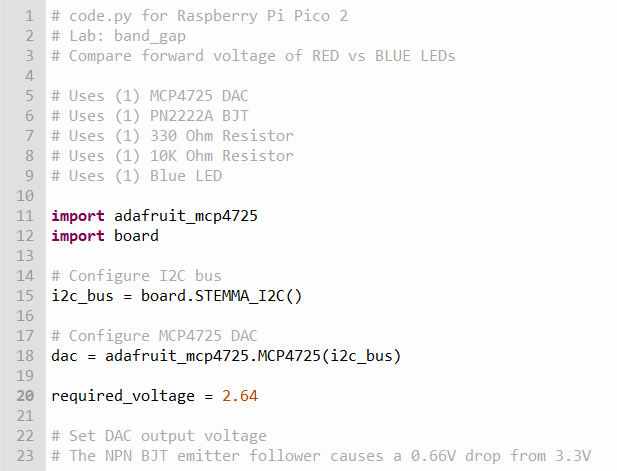 1 # code.py for Raspberry Pi Pico 2
2 # Lab: band_gap
3 # Compare forward voltage of RED vs BLUE LEDs
4
5 # Uses (1) MCP4725 DAC
6 # Uses (1) PN2222A BJT
7 # Uses (1) 330 Ohm Resistor
8 # Uses (1) 10K Ohm Resistor
9 # Uses (1) Blue LED
10
11 import adafruit_mcp4725
12 import board
13
14 # Configure I2C bus
15 i2c_bus = board.STEMMA_I2C()
16
17 # Configure MCP4725 DAC
18 dac = adafruit_mcp4725.MCP4725(i2c_bus)
19
20 required_voltage = 2.64
21
22 # Set DAC output voltage
23 # The NPN BJT emitter follower causes a 0.66V drop from 3.3V